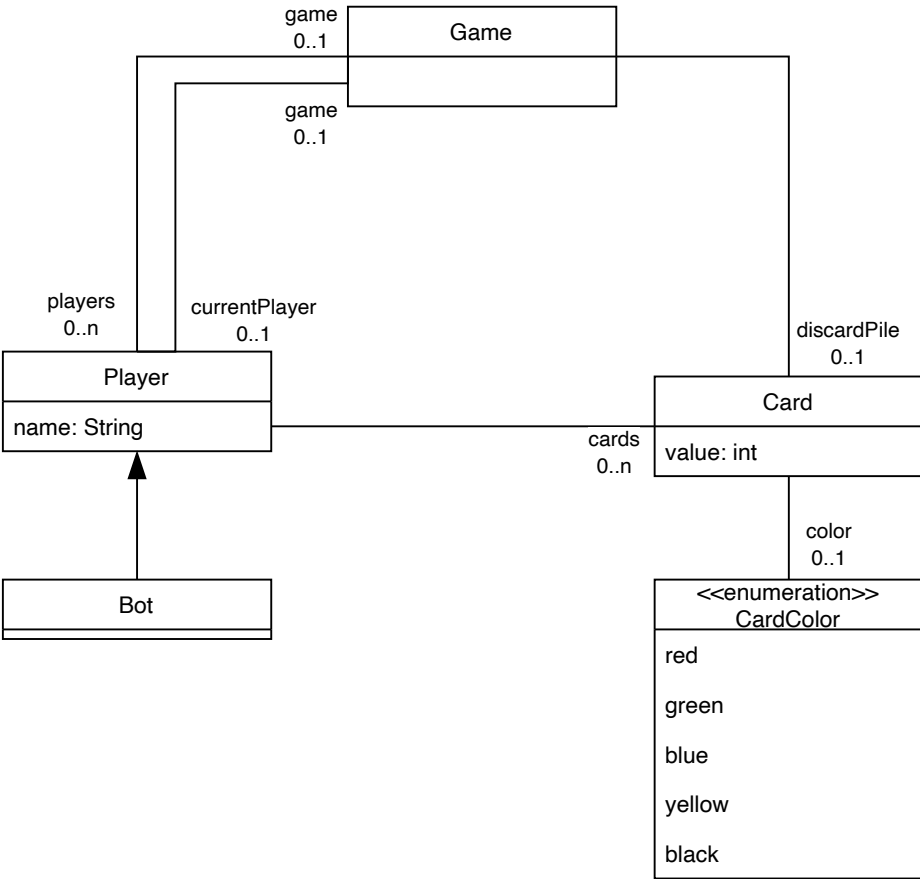 game
0..1
Game
game
0..1
players
0..n
currentPlayer
0..1
discardPile
0..1
Player
name: String
Card
value: int
cards
0..n
color
0..1
Bot
<<enumeration>>
CardColor
red
green
blue
yellow
black